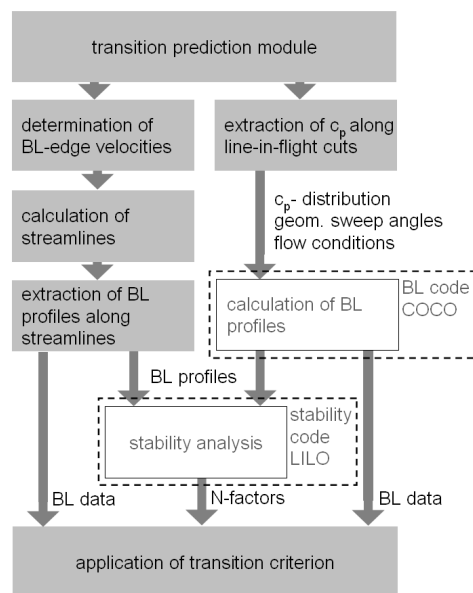 transition prediction module
determination of
BL-edge velocities
extraction of cp along
line-in-flight cuts
calculation of
streamlines
cp- distribution
geom. sweep angles
flow conditions
extraction of BL
profiles along
streamlines
calculation of BL
profiles
BL code
COCO
BL profiles
stability analysis
stability
code
LILO
BL data
N-factors
BL data
application of transition criterion